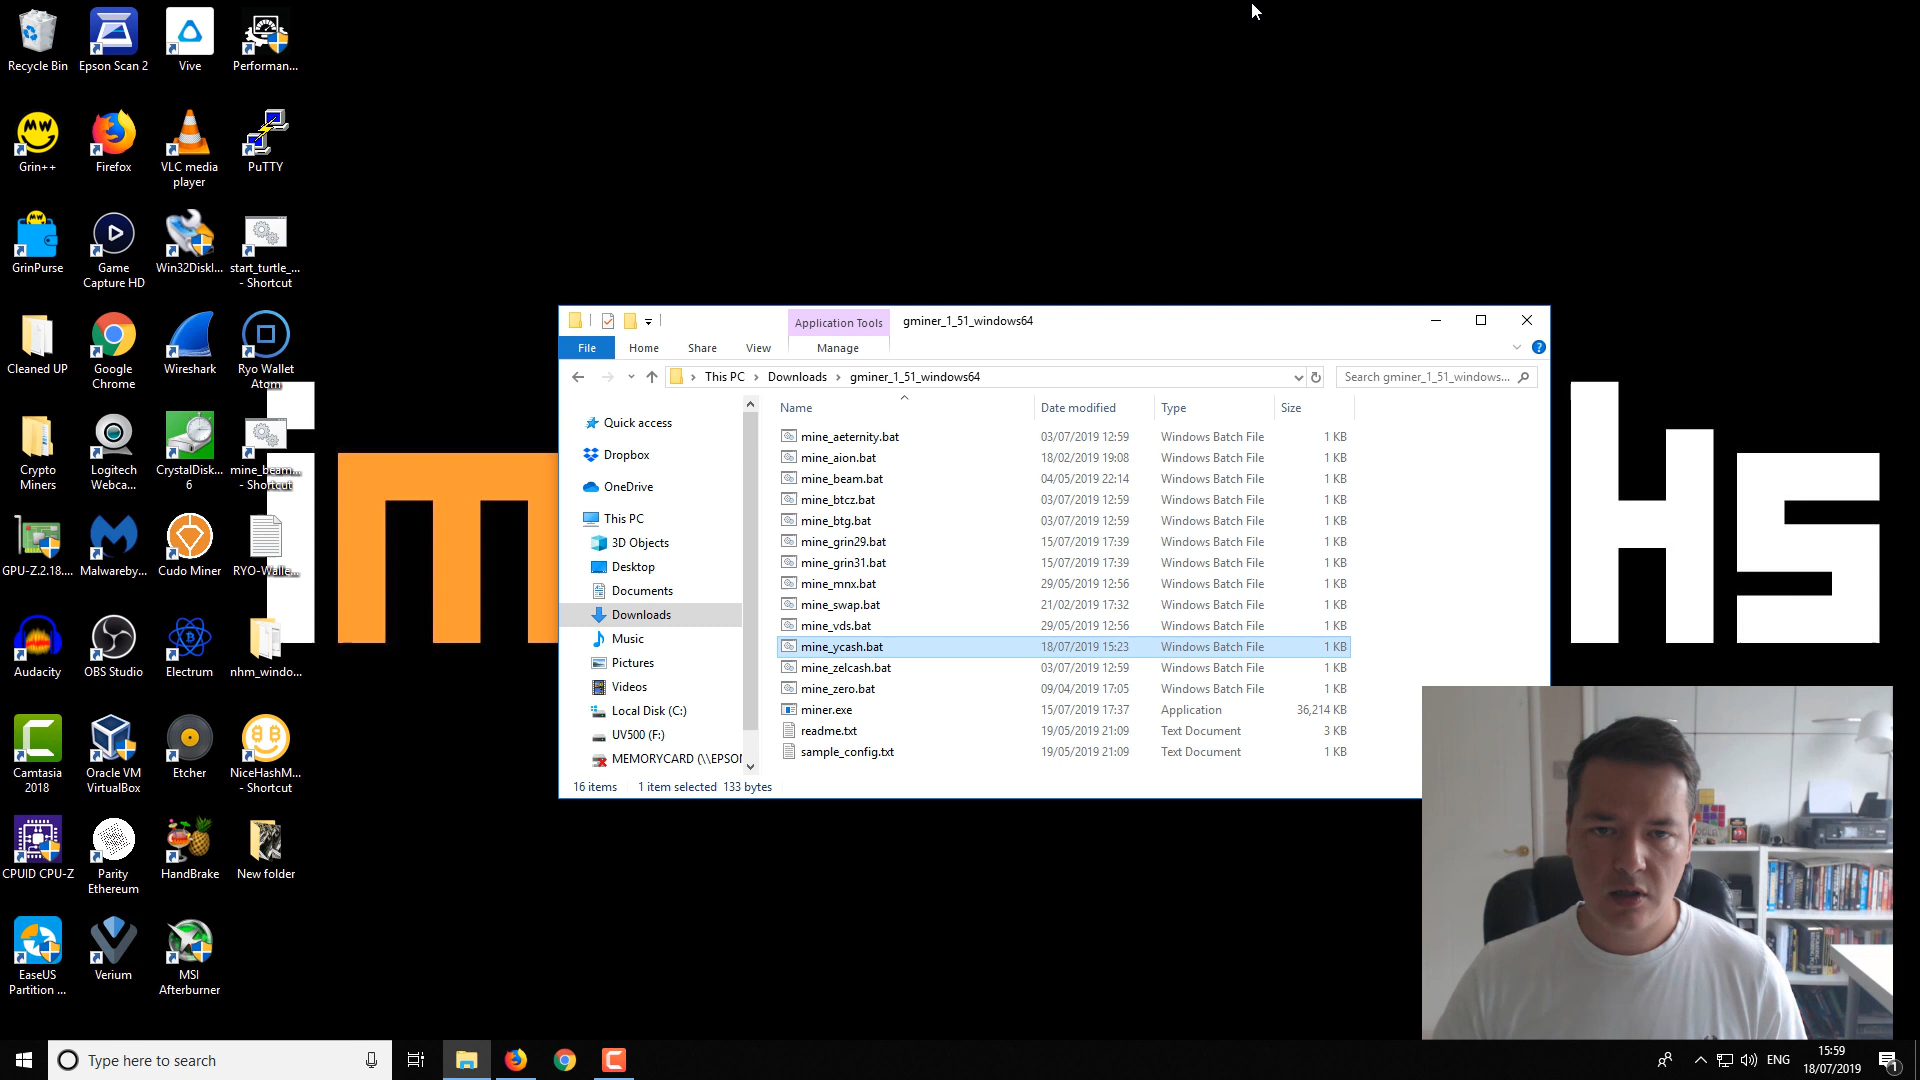 Recycle Bin
Epson Scan 2
Vive
Performan...
Grin++
Firefox
VLC media
player
PuTTY
GrinPurse
Game
Capture HD
Win32DiskI...
start_turtle_...
- Shortcut
Cleaned UP
Google
Chrome
Wireshark
Ryo Wallet
Atom
Crypto
Miners
Logitech
Webca...
CrystalDisk...
6
mine_beam...
- Shortcut
GPU-Z.2.18....
Malwareby...
Cudo Miner
RYO-Walle...
Audacity
OBS Studio
Electrum
nhm_windo...
Camtasia
2018
Oracle VM
VirtualBox
Etcher
NiceHashM...
- Shortcut
CPUID CPU-Z
Parity
Ethereum
HandBrake
New folder
EaseUS
Partition ...
Verium
MSI
Afterburner
Application Tools
gminer_1_51_windows64
File
Home
Share
View
Manage
This PC > Downloads > gminer_1_51_windows64
Search gminer_1_51_windows...
Quick access
Dropbox
OneDrive
This PC
3D Objects
Desktop
Documents
Downloads
Music
Pictures
Videos
Local Disk (C:)
UV500 (F:)
MEMORYCARD (\\EPSON
Name Date modified Type Size
mine_aeternity.bat 03/07/2019 12:59 Windows Batch File 1 KB
mine_aion.bat 18/02/2019 19:08 Windows Batch File 1 KB
mine_beam.bat 04/05/2019 22:14 Windows Batch File 1 KB
mine_btcz.bat 03/07/2019 12:59 Windows Batch File 1 KB
mine_btg.bat 03/07/2019 12:59 Windows Batch File 1 KB
mine_grin29.bat 15/07/2019 17:39 Windows Batch File 1 KB
mine_grin31.bat 15/07/2019 17:39 Windows Batch File 1 KB
mine_mnx.bat 29/05/2019 12:56 Windows Batch File 1 KB
mine_swap.bat 21/02/2019 17:32 Windows Batch File 1 KB
mine_vds.bat 29/05/2019 12:56 Windows Batch File 1 KB
mine_ycash.bat 18/07/2019 15:23 Windows Batch File 1 KB
mine_zelcash.bat 03/07/2019 12:59 Windows Batch File 1 KB
mine_zero.bat 09/04/2019 17:05 Windows Batch File 1 KB
miner.exe 15/07/2019 17:37 Application 36,214 KB
readme.txt 19/05/2019 21:09 Text Document 3 KB
sample_config.txt 19/05/2019 21:09 Text Document 1 KB
16 items 1 item selected 133 bytes
hs
Type here to search
ENG
15:59
18/07/2019
1